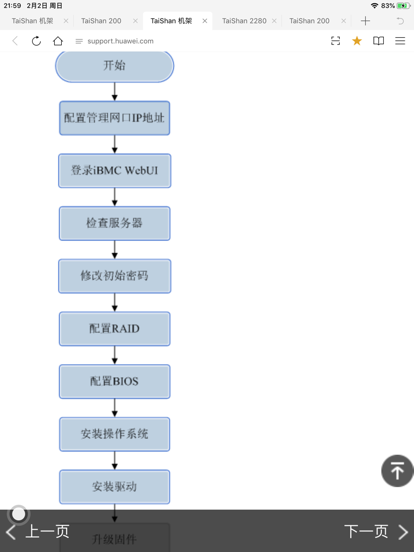 21:59 2月2日 周日
83%
TaiShan 机架 × TaiShan 200 × TaiShan 机架 × TaiShan 2280 × TaiShan 200 ×
support.huawei.com
开始
配置管理网口IP地址
登录iBMC WebUI
检查服务器
修改初始密码
配置RAID
配置BIOS
安装操作系统
安装驱动
升级固件
上一页 下一页